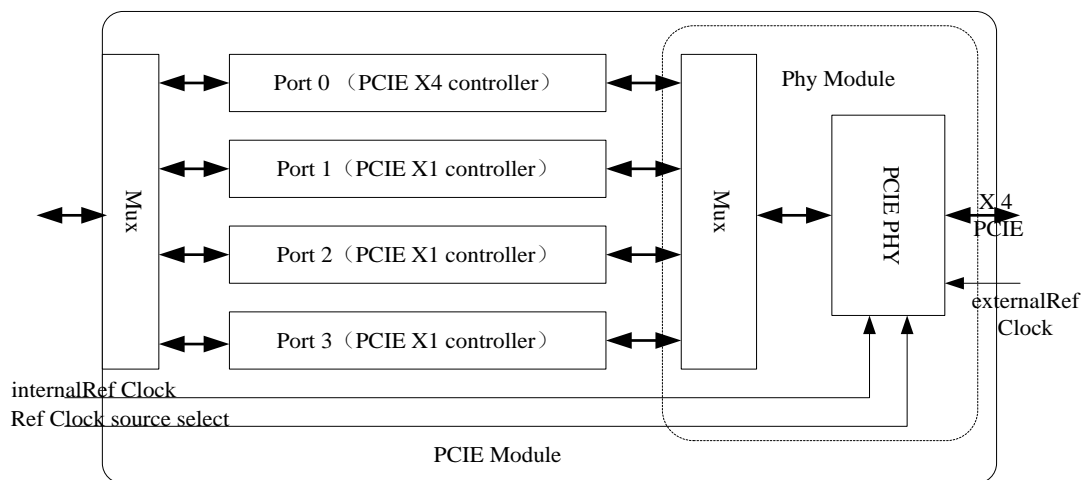 Port 0 （PCIE X4 controller）
Phy Module
Port 1（PCIE X1 controller）
Mux
Mux
PCIE PHY
X 4
PCIE
Port 2（PCIE X1 controller）
externalRef
Clock
Port 3（PCIE X1 controller）
internalRef Clock
Ref Clock source select
PCIE Module